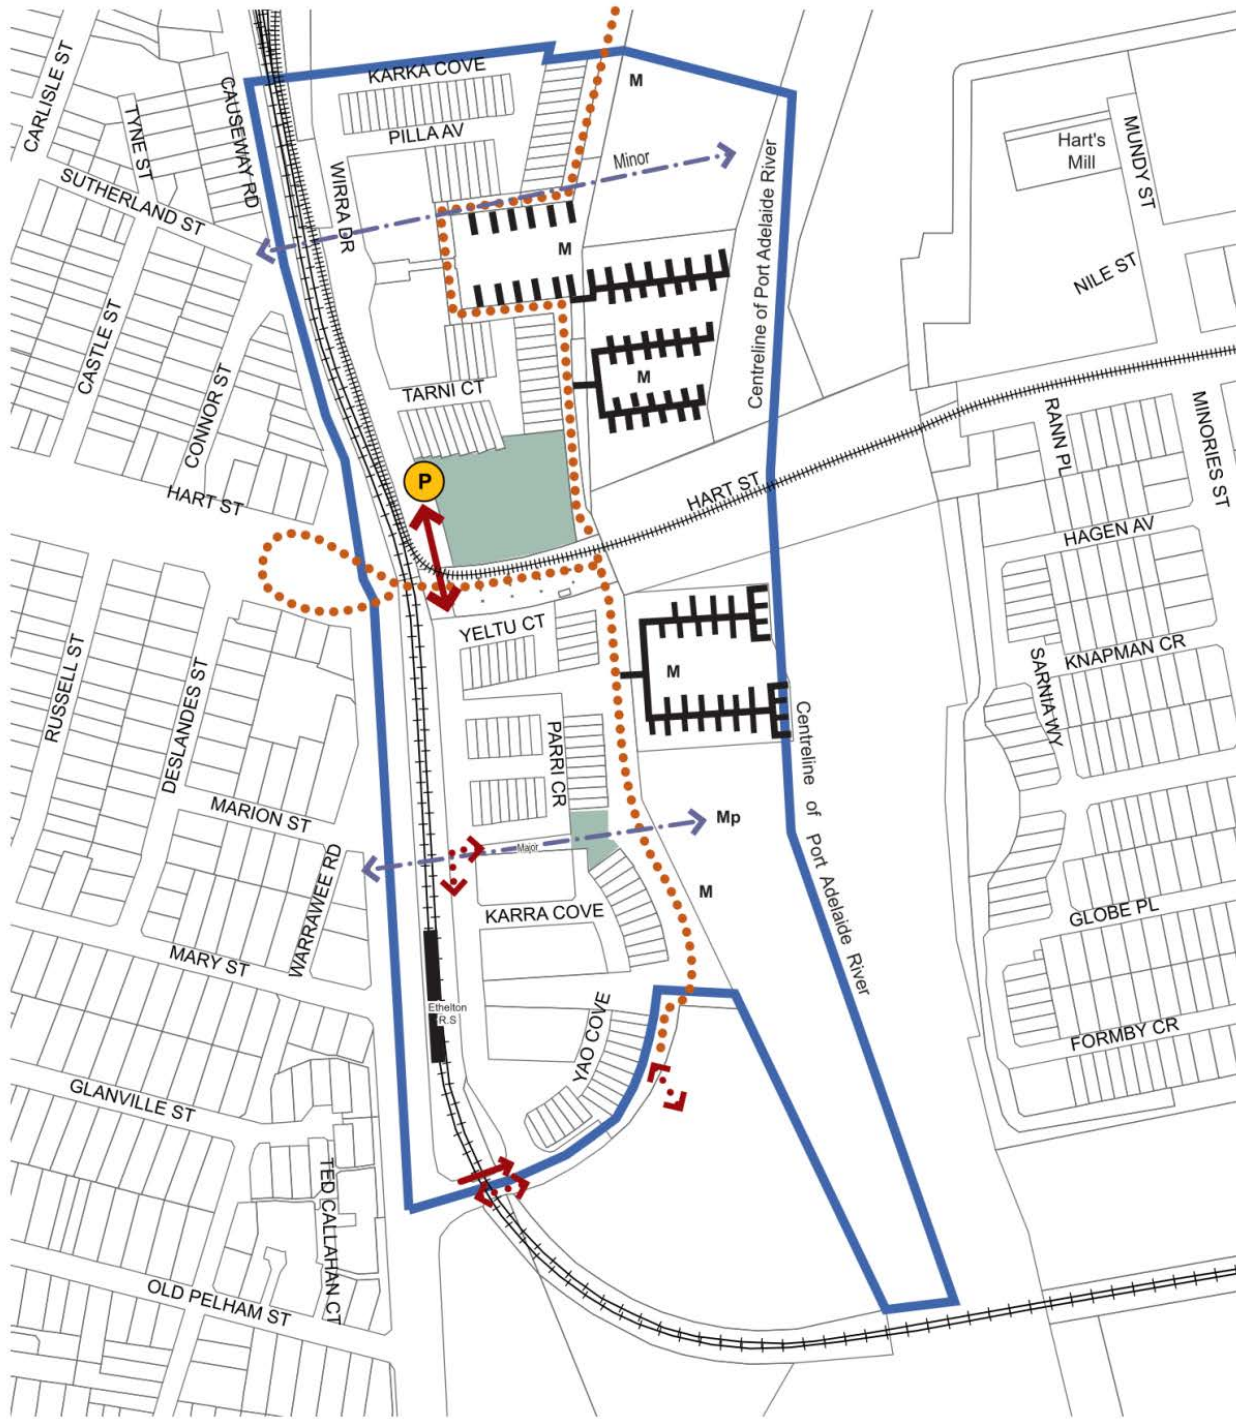 CARLISLE ST
TYNE ST
CAUSEWAY RD
KARKA COVE
M
PILLA AV
MUNDY ST
Hart's
Mill
Minor
SUTHERLAND ST
WIRRA DR
M
Centreline of Port Adelaide River
NILE ST
CASTLE ST
CONNOR ST
TARNI CT
M
RANN PL
MINORIES ST
P
HART ST
HART ST
HAGEN AV
RUSSELL ST
DESLANDES ST
YELTU CT
M
KNAPMAN CR
SARNIA WY
PARRI CR
Centreline of Port Adelaide River
MARION ST
Mp
Major
WARRAWEE RD
M
KARRA COVE
GLOBE PL
MARY ST
Ethelton
R.S
YAO COVE
FORMBY CR
GLANVILLE ST
TED CALLAHAN CT
OLD PELHAM ST